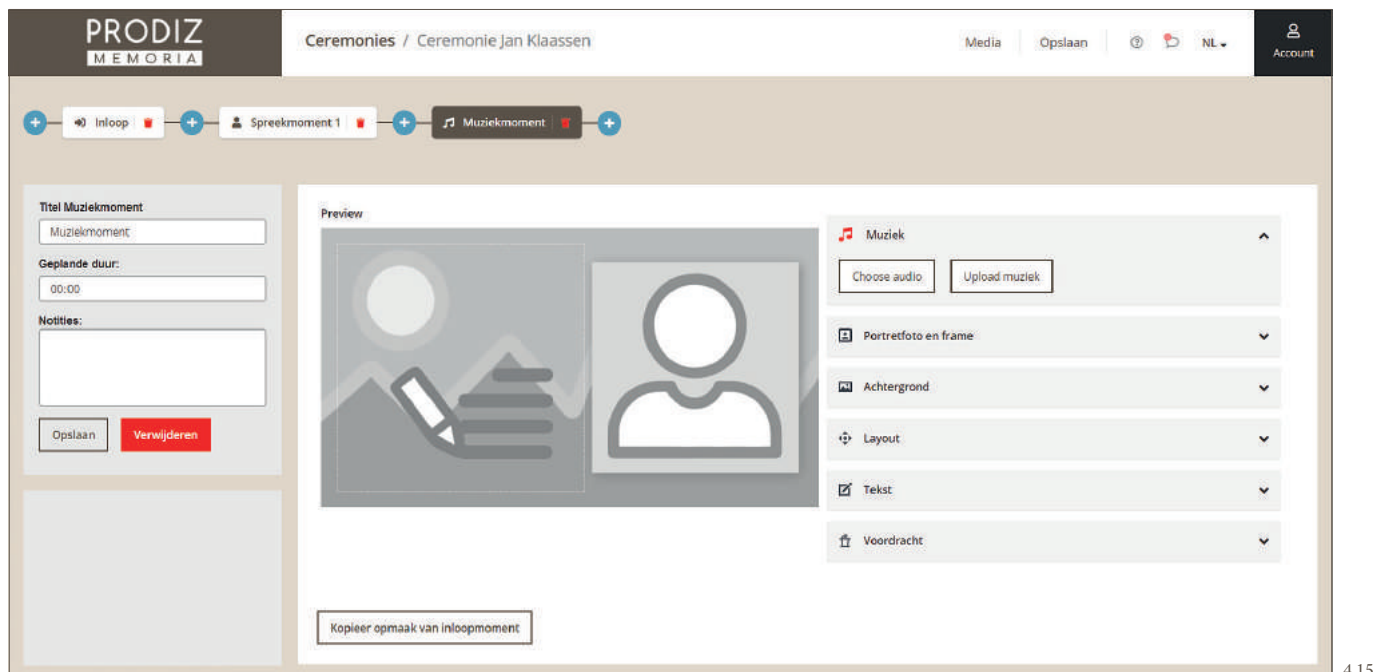 PRODIZ
MEMORIA
Ceremonies / Ceremonie Jan Klaassen
Media
Opslaan
NL
Account
Inloop
Spreekmoment 1
Muziekmoment
Titel Muziekmoment
Muziekmoment
Geplande duur:
00:00
Notities:
Opslaan
Verwijderen
Preview
Kopieer opmaak van inloopmoment
Muziek
Choose audio
Upload muziek
Portretfoto en frame
Achtergrond
Layout
Tekst
Voordracht
4.15